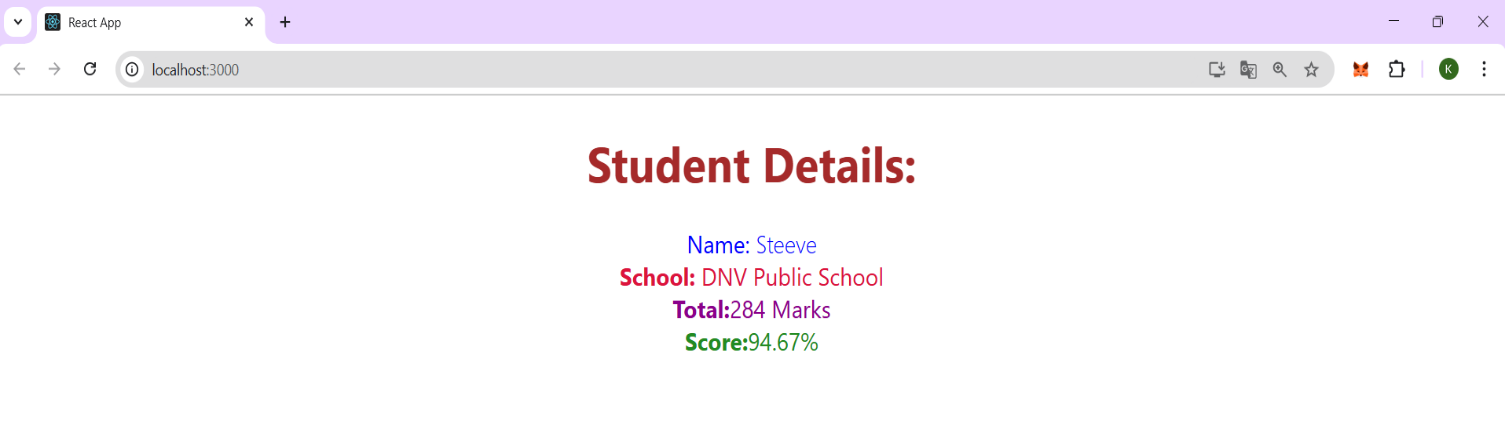 React App
localhost:3000
K
Student Details:
Name: Steeve
School: DNV Public School
Total:284 Marks
Score:94.67%